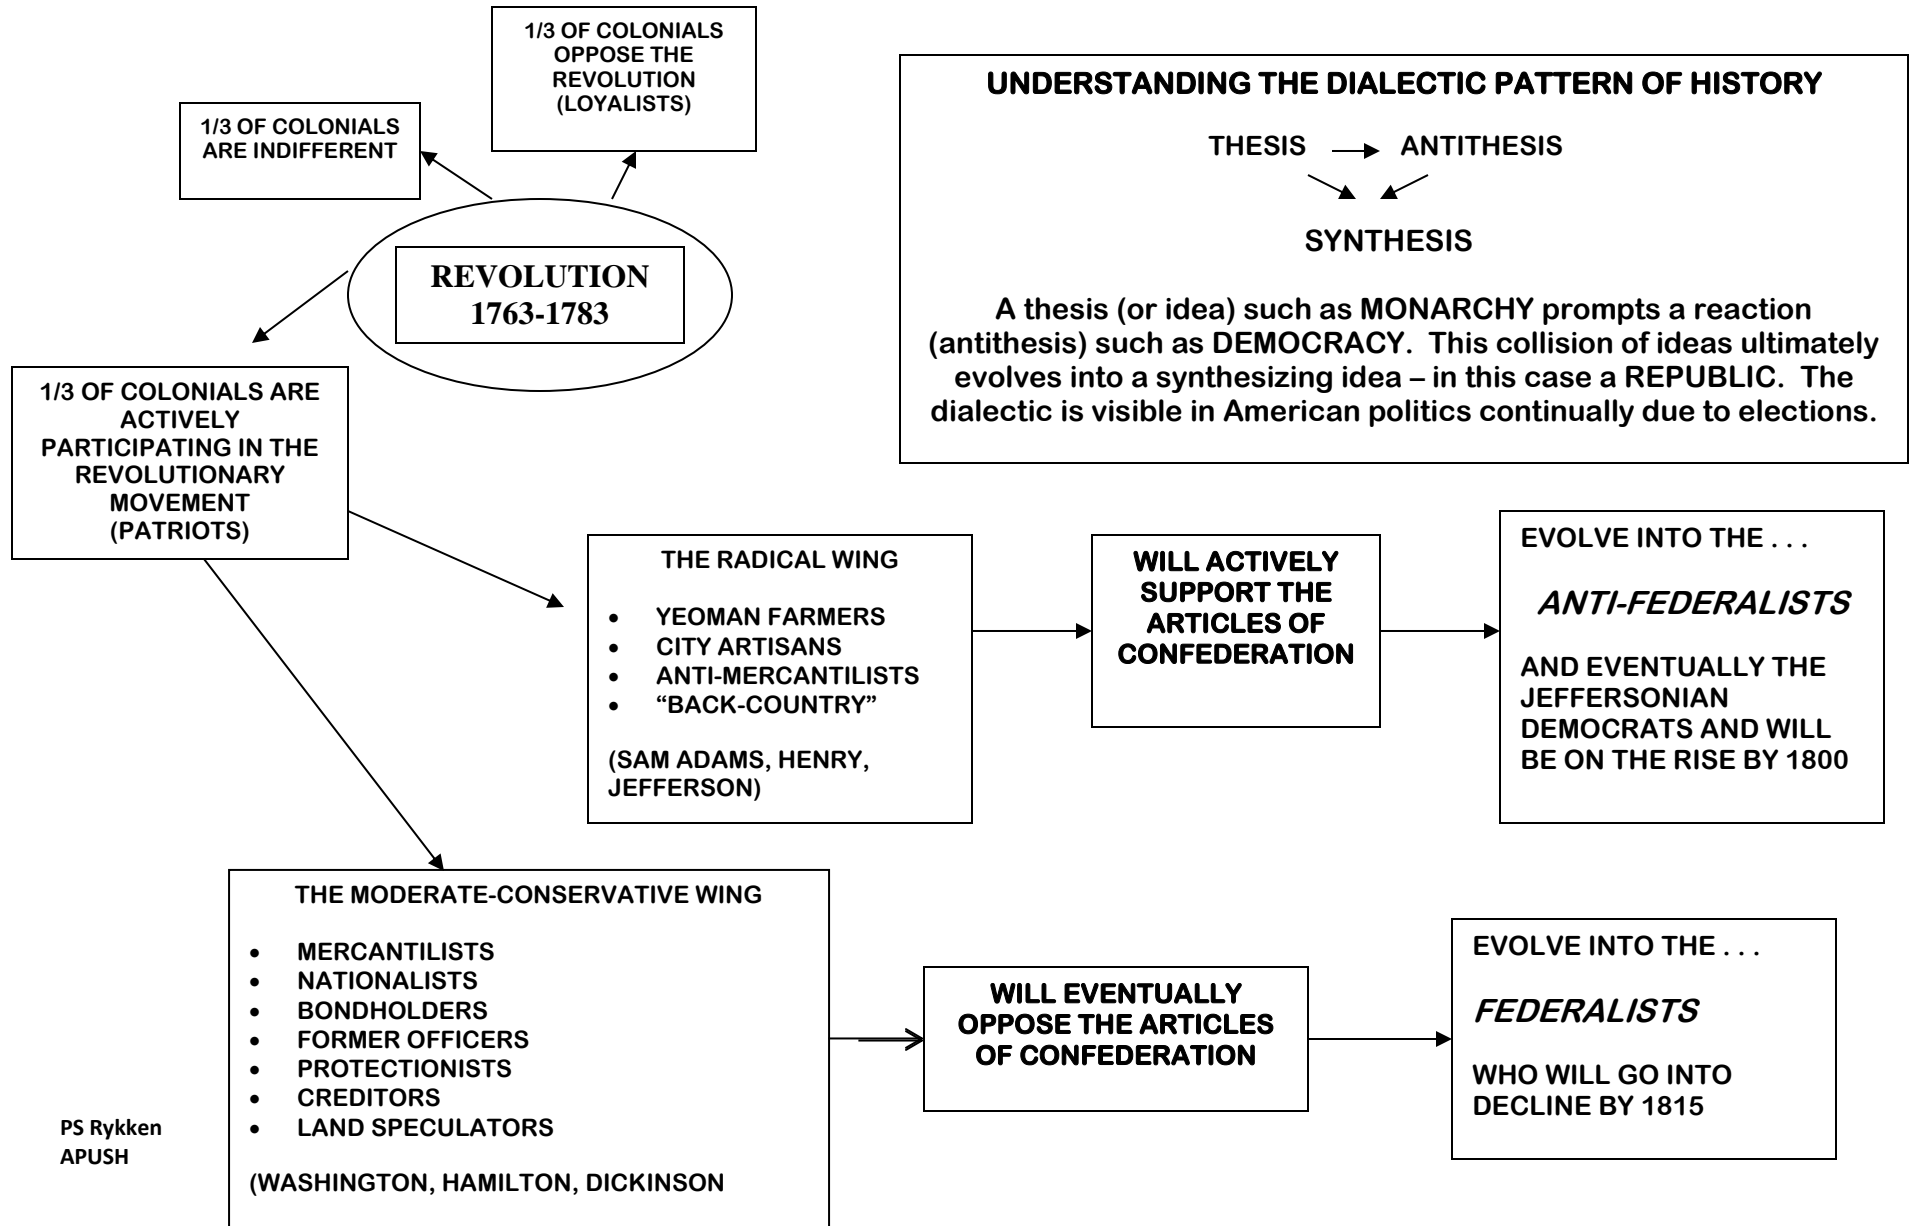 1/3 OF COLONIALS
OPPOSE THE
REVOLUTION
(LOYALISTS)
1/3 OF COLONIALS
ARE INDIFFERENT
REVOLUTION
1763-1783
UNDERSTANDING THE DIALECTIC PATTERN OF HISTORY
THESIS ANTITHESIS
SYNTHESIS
A thesis (or idea) such as MONARCHY prompts a reaction
(antithesis) such as DEMOCRACY. This collision of ideas ultimately
evolves into a synthesizing idea – in this case a REPUBLIC. The
dialectic is visible in American politics continually due to elections.
1/3 OF COLONIALS ARE
ACTIVELY
PARTICIPATING IN THE
REVOLUTIONARY
MOVEMENT
(PATRIOTS)
THE RADICAL WING
• YEOMAN FARMERS
• CITY ARTISANS
• ANTI-MERCANTILISTS
• “BACK-COUNTRY”
(SAM ADAMS, HENRY,
JEFFERSON)
WILL ACTIVELY
SUPPORT THE
ARTICLES OF
CONFEDERATION
EVOLVE INTO THE . . .
ANTI-FEDERALISTS
AND EVENTUALLY THE
JEFFERSONIAN
DEMOCRATS AND WILL
BE ON THE RISE BY 1800
THE MODERATE-CONSERVATIVE WING
• MERCANTILISTS
• NATIONALISTS
• BONDHOLDERS
• FORMER OFFICERS
• PROTECTIONISTS
• CREDITORS
• LAND SPECULATORS
(WASHINGTON, HAMILTON, DICKINSON
WILL EVENTUALLY
OPPOSE THE ARTICLES
OF CONFEDERATION
EVOLVE INTO THE . . .
FEDERALISTS
WHO WILL GO INTO
DECLINE BY 1815
PS Rykken
APUSH